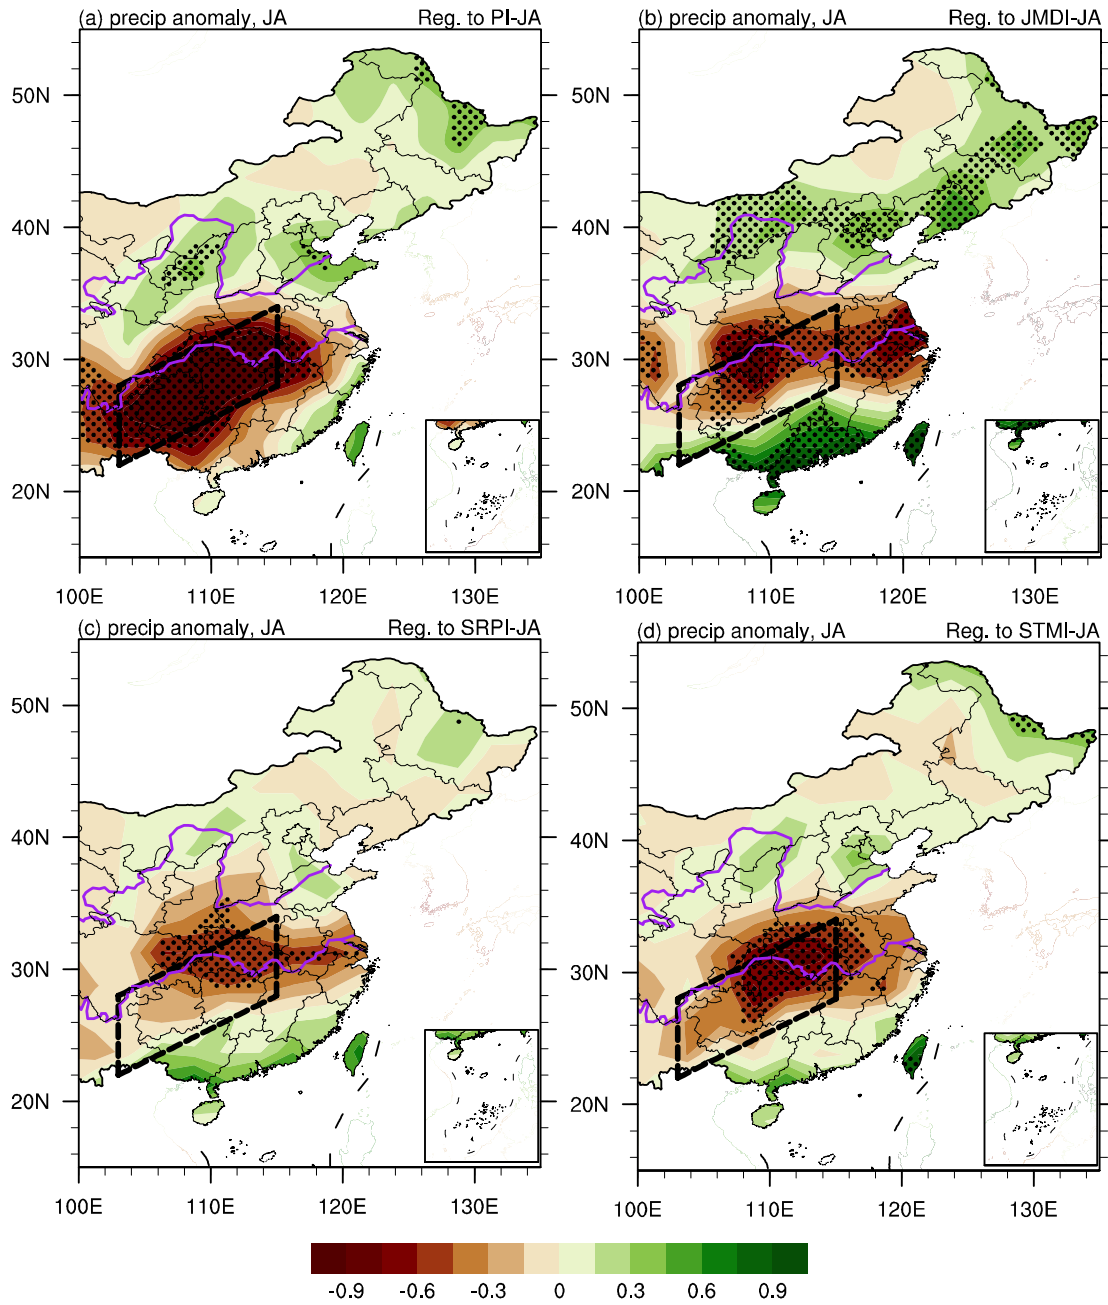 (a) precip anomaly, JA Reg. to PI-JA
(b) precip anomaly, JA Reg. to JMDI-JA
50N
40N
30N
20N
100E 110E 120E 130E
50N
40N
30N
20N
100E 110E 120E 130E
(c) precip anomaly, JA Reg. to SRPI-JA
(d) precip anomaly, JA Reg. to STMI-JA
50N
40N
30N
20N
100E 110E 120E 130E
50N
40N
30N
20N
100E 110E 120E 130E
-0.9 -0.6 -0.3 0 0.3 0.6 0.9